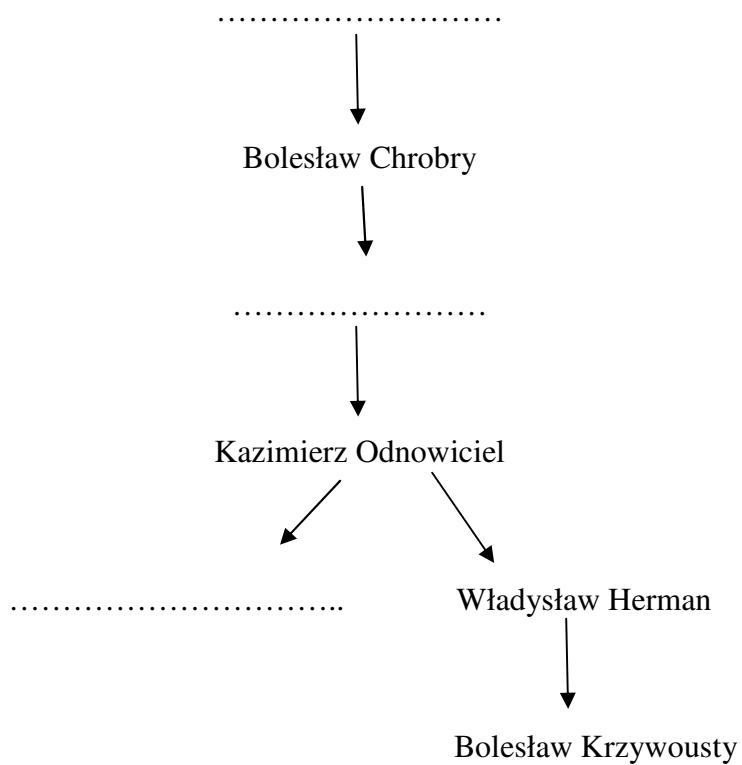 …………………………
Bolesław Chrobry
……………………
Kazimierz Odnowiciel
…………………………..
Władysław Herman
Bolesław Krzywousty